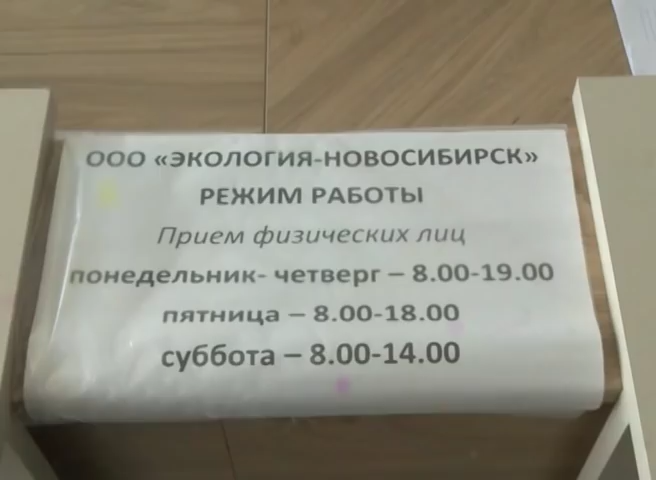 ООО «ЭКОЛОГИЯ-НОВОСИБИРСК»
РЕЖИМ РАБОТЫ
Прием физических лиц
понедельник- четверг – 8.00-19.00
пятница – 8.00-18.00
суббота – 8.00-14.00